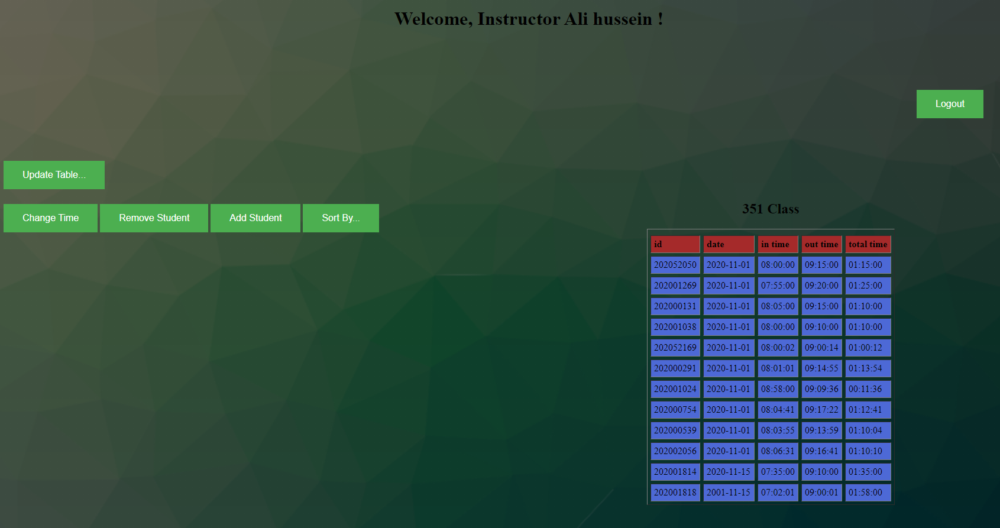 Welcome, Instructor Ali hussein !
Logout
Update Table...
Change Time Remove Student Add Student Sort By...
351 Class
id date in time out time total time
202052050 2020-11-01 08:00:00 09:15:00 01:15:00
202001269 2020-11-01 07:55:00 09:20:00 01:25:00
202000131 2020-11-01 08:05:00 09:15:00 01:10:00
202001038 2020-11-01 08:00:00 09:10:00 01:10:00
202052169 2020-11-01 08:00:02 09:00:14 01:00:12
202000291 2020-11-01 08:01:01 09:14:55 01:13:54
202001024 2020-11-01 08:58:00 09:09:36 00:11:36
202000754 2020-11-01 08:04:41 09:17:22 01:12:41
202000539 2020-11-01 08:03:55 09:13:59 01:10:04
202002056 2020-11-01 08:06:31 09:16:41 01:10:10
202001814 2020-11-15 07:35:00 09:10:00 01:35:00
202001818 2001-11-15 07:02:01 09:00:01 01:58:00